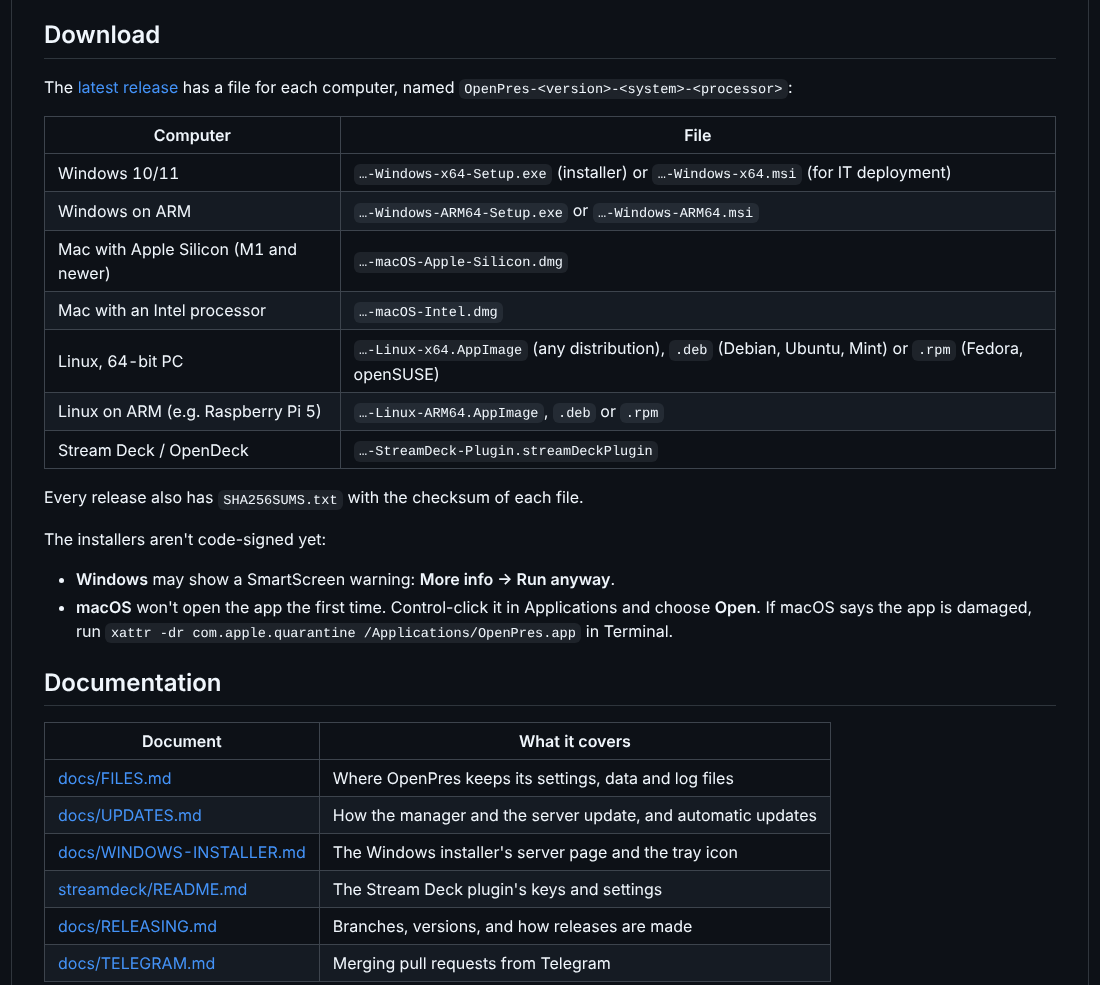 Download
The latest release has a file for each computer, named OpenPres-<version>-<system>-<processor>:
Computer File
Windows 10/11 …-Windows-x64-Setup.exe (installer) or …-Windows-x64.msi (for IT deployment)
Windows on ARM …-Windows-ARM64-Setup.exe or …-Windows-ARM64.msi
Mac with Apple Silicon (M1 and
newer) …-macOS-Apple-Silicon.dmg
Mac with an Intel processor …-macOS-Intel.dmg
Linux, 64-bit PC …-Linux-x64.AppImage (any distribution), .deb (Debian, Ubuntu, Mint) or .rpm (Fedora,
openSUSE)
Linux on ARM (e.g. Raspberry Pi 5) …-Linux-ARM64.AppImage, .deb or .rpm
Stream Deck / OpenDeck …-StreamDeck-Plugin.streamDeckPlugin
Every release also has SHA256SUMS.txt with the checksum of each file.
The installers aren't code-signed yet:
• Windows may show a SmartScreen warning: More info → Run anyway.
• macOS won't open the app the first time. Control-click it in Applications and choose Open. If macOS says the app is damaged,
run xattr -dr com.apple.quarantine /Applications/OpenPres.app in Terminal.
Documentation
Document What it covers
docs/FILES.md Where OpenPres keeps its settings, data and log files
docs/UPDATES.md How the manager and the server update, and automatic updates
docs/WINDOWS-INSTALLER.md The Windows installer's server page and the tray icon
streamdeck/README.md The Stream Deck plugin's keys and settings
docs/RELEASING.md Branches, versions, and how releases are made
docs/TELEGRAM.md Merging pull requests from Telegram